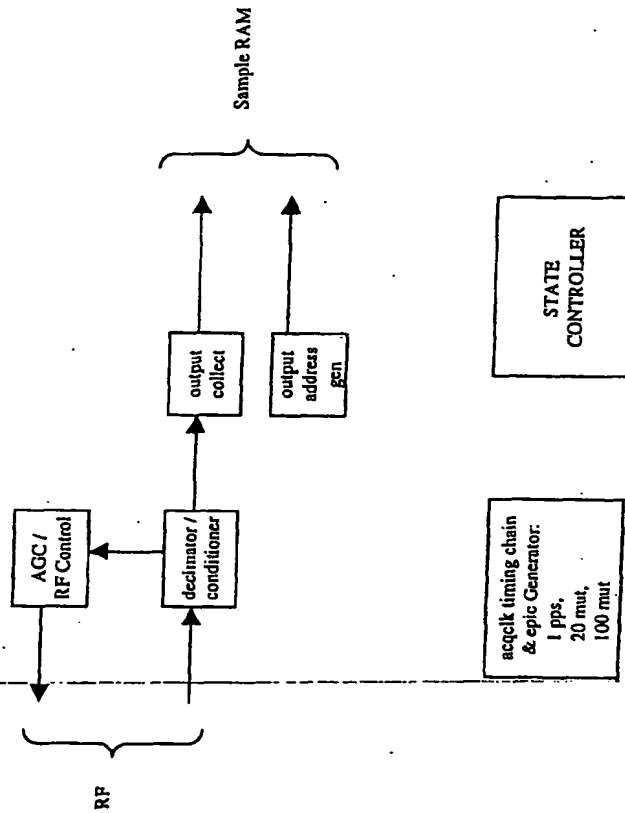 RF
AGC /
RF Control
decimator /
conditioner
output
collect
output
address
gen
Sample RAM
acqclk timing chain
& epic Generator:
1 pps,
20 mut,
100 mut
STATE
CONTROLLER